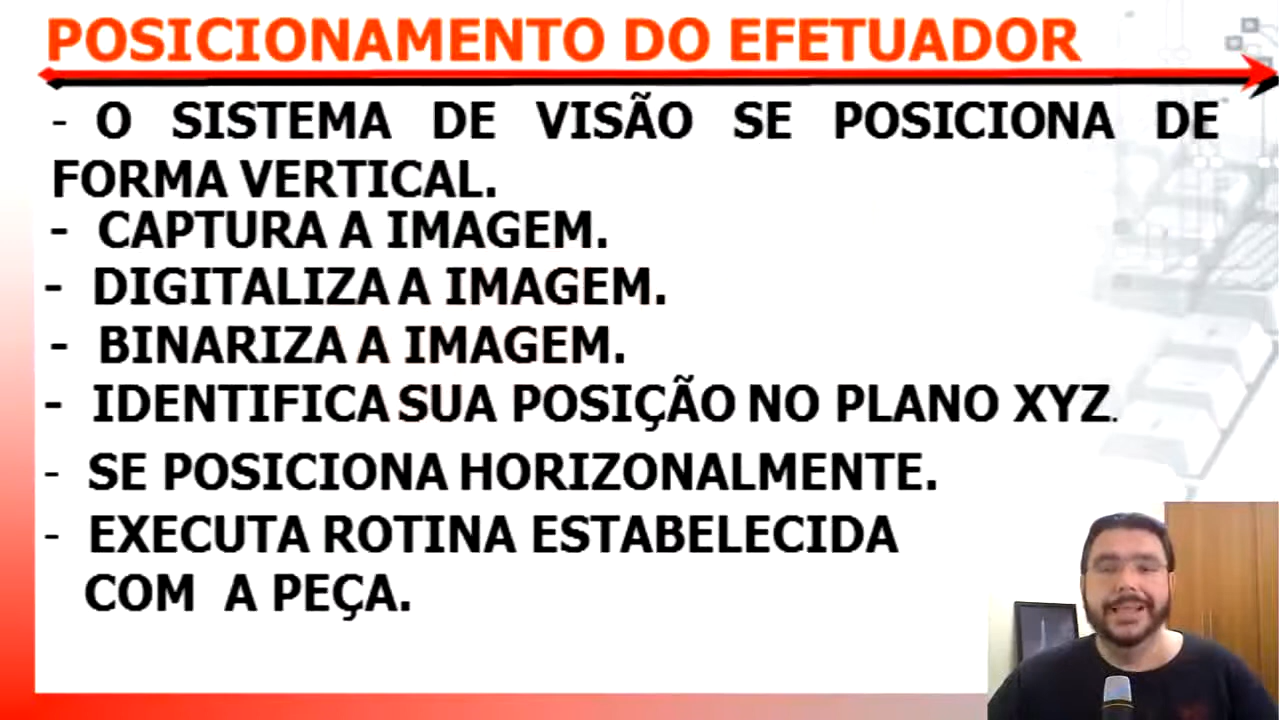 POSICIONAMENTO DO EFETUADOR
- O SISTEMA DE VISÃO SE POSICIONA DE
FORMA VERTICAL.
- CAPTURA A IMAGEM.
- DIGITALIZA A IMAGEM.
- BINARIZA A IMAGEM.
- IDENTIFICA SUA POSIÇÃO NO PLANO XYZ.
- SE POSICIONA HORIZONALMENTE.
- EXECUTA ROTINA ESTABELECIDA
COM A PEÇA.